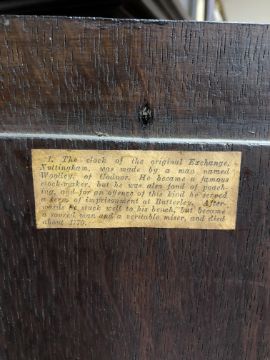 1. The clock of the original Exchange,
Nottingham, was made by a man named
Woolley, of Codnor. He became a famous
clock-maker, but he was also fond of poach-
ing, and for an offence of this kind he served
a term of imprisonment at Butterley. After-
wards he stuck well to his bench, but became
a soured man and a veritable miser, and died
about 1770.